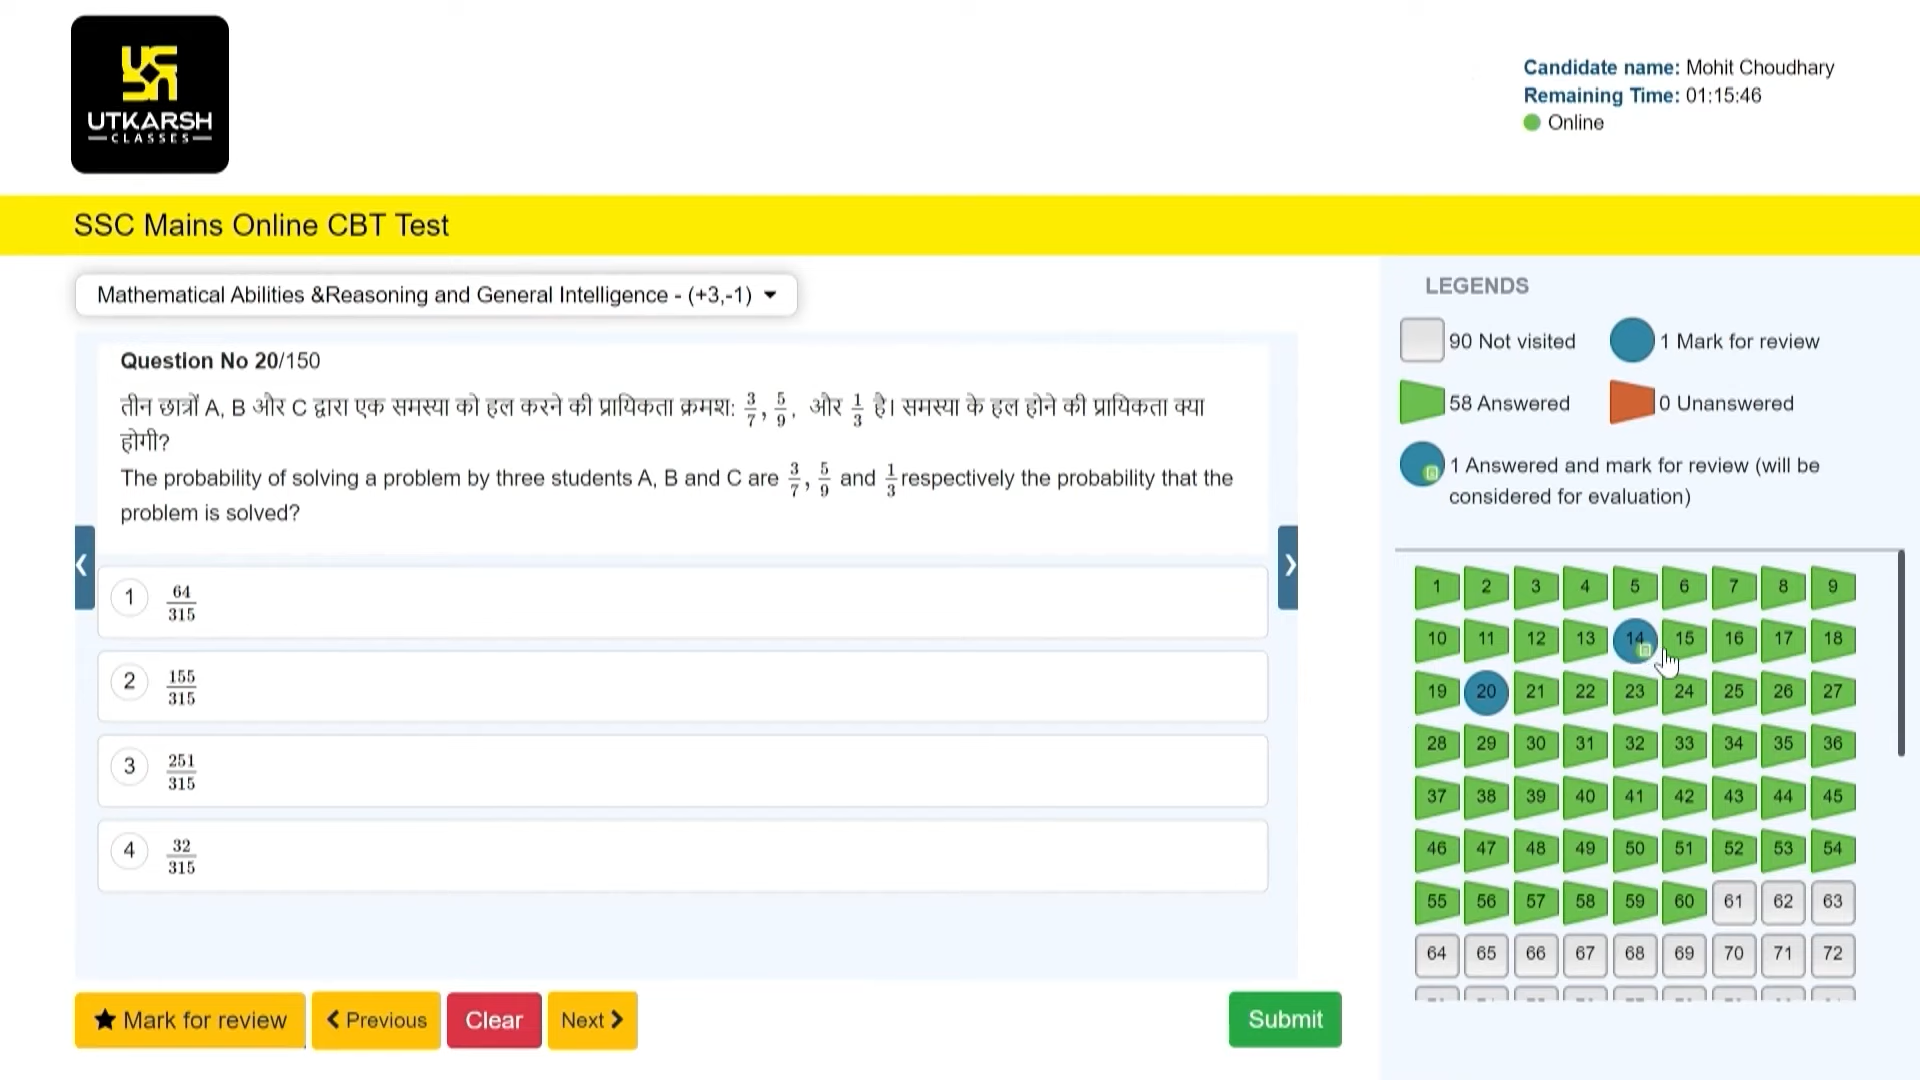 UTKARSH
CLASSES
Candidate name: Mohit Choudhary
Remaining Time: 01:15:46
Online
SSC Mains Online CBT Test
Mathematical Abilities &Reasoning and General Intelligence - (+3,-1)
Question No 20/150
तीन छात्रों A, B और C द्वारा एक समस्या को हल करने की प्रायिकता क्रमश: 3/7, 5/9, और 1/3 है। समस्या के हल होने की प्रायिकता क्या
होगी?
The probability of solving a problem by three students A, B and C are 3/7, 5/9 and 1/3 respectively the probability that the
problem is solved?
1 64/315
2 155/315
3 251/315
4 32/315
Mark for review
Previous
Clear
Next
Submit
LEGENDS
90 Not visited
1 Mark for review
58 Answered
0 Unanswered
1 Answered and mark for review (will be
considered for evaluation)
1 2 3 4 5 6 7 8 9
10 11 12 13 14 15 16 17 18
19 20 21 22 23 24 25 26 27
28 29 30 31 32 33 34 35 36
37 38 39 40 41 42 43 44 45
46 47 48 49 50 51 52 53 54
55 56 57 58 59 60 61 62 63
64 65 66 67 68 69 70 71 72